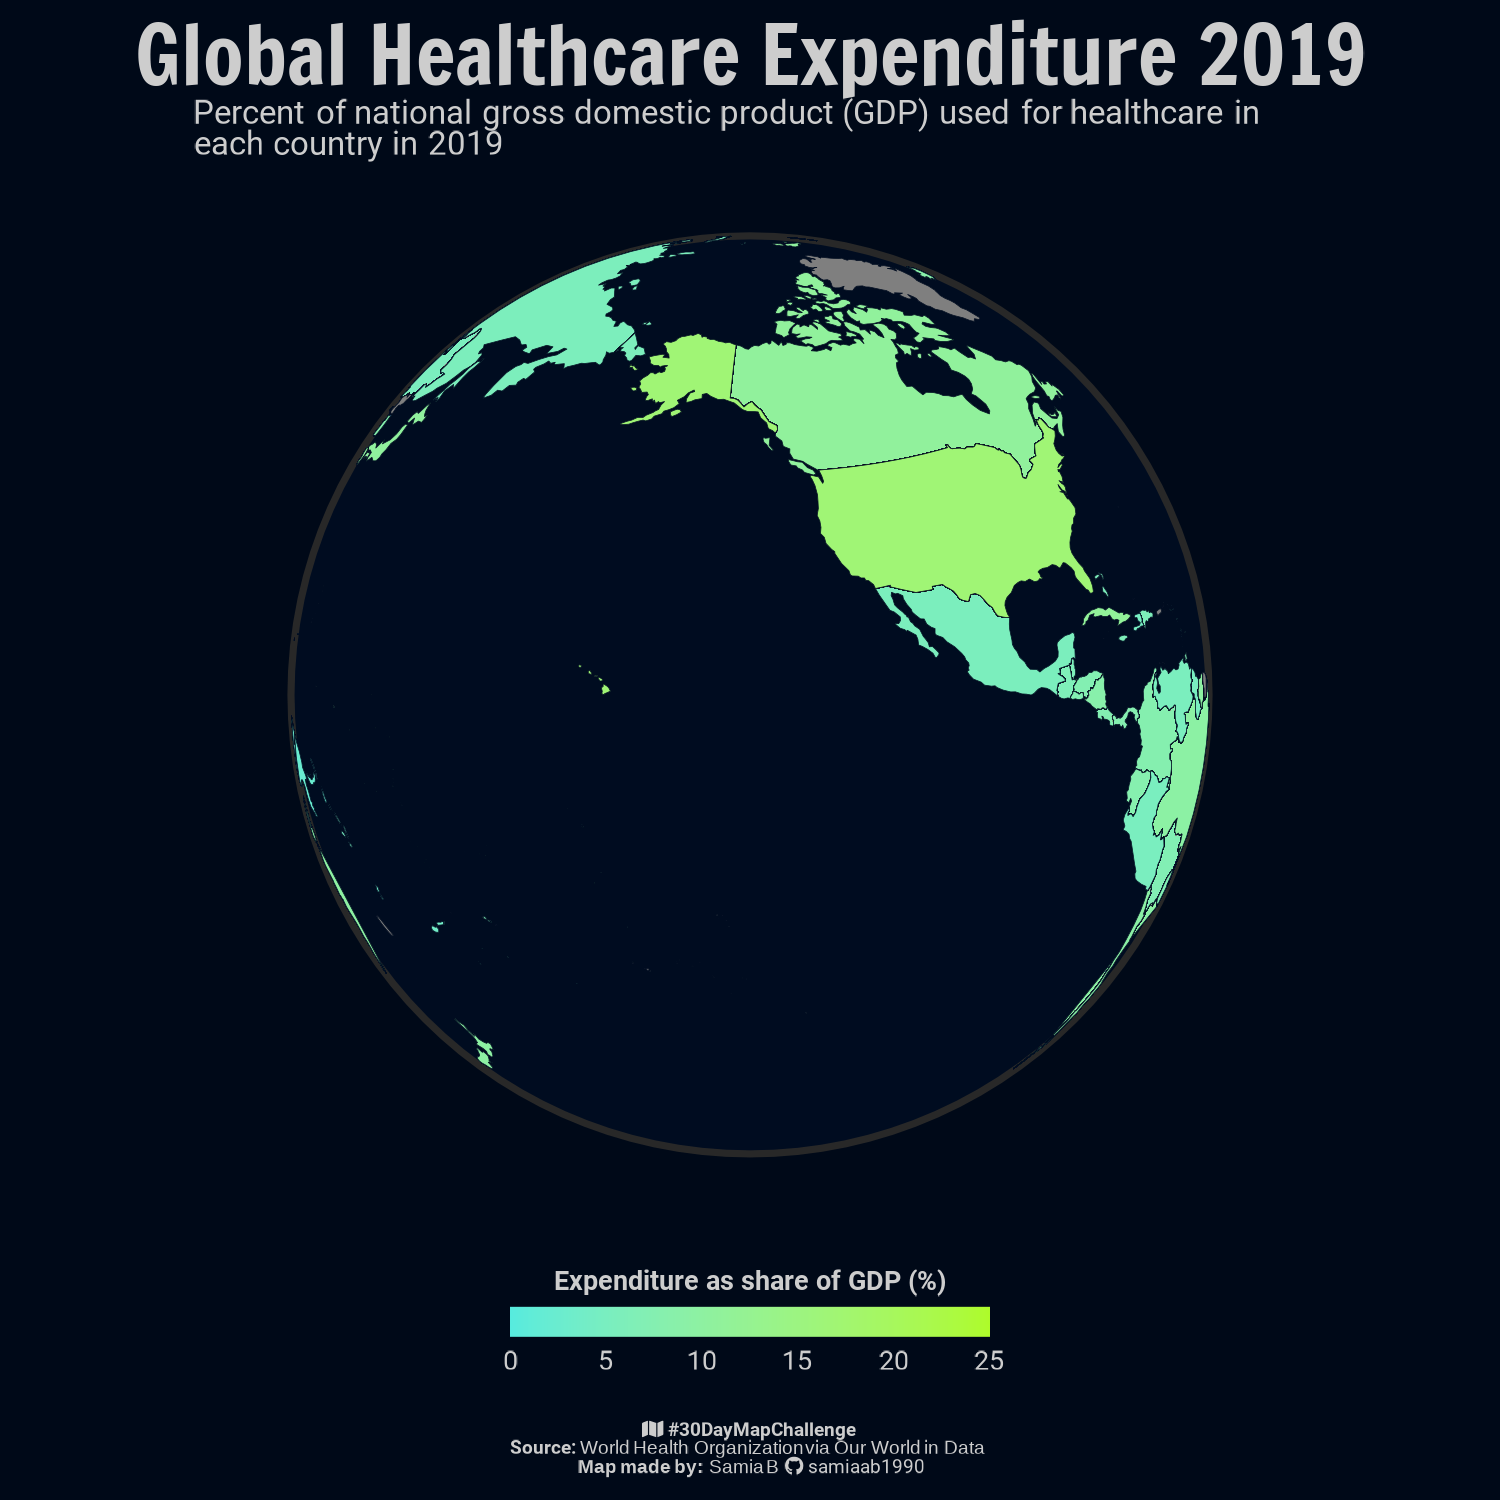 Global Healthcare Expenditure 2019
Percent of national gross domestic product (GDP) used for healthcare in
each country in 2019
Expenditure as share of GDP (%)
0 5 10 15 20 25
#30DayMapChallenge
Source: World Health Organization via Our World in Data
Map made by: Samia B samiaab1990